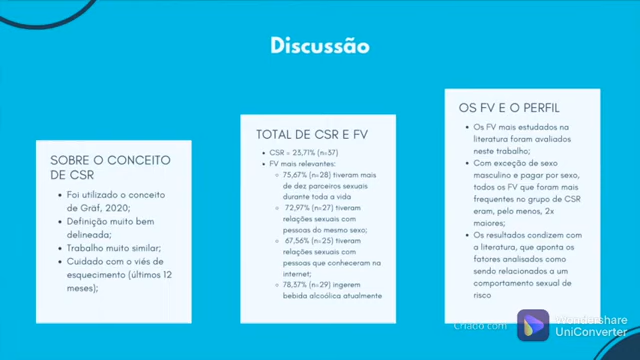 Discussão
SOBRE O CONCEITO
DE CSR
Foi utilizado o conceito
de Gräf, 2020;
Definição muito bem
delineada;
Trabalho muito similar;
Cuidado com o viés de
esquecimento (últimos 12
meses);
TOTAL DE CSR E FV
CSR = 23,71% (n=37)
FV mais relevantes:
75,67% (n=28) tiveram mais
de dez parceiros sexuais
durante toda a vida
72,97% (n=27) tiveram
relações sexuais com
pessoas do mesmo sexo;
67,56% (n=25) tiveram
relações sexuais com
pessoas que conheceram na
internet;
78,37% (n=29) ingerem
bebida alcoólica atualmente
OS FV E O PERFIL
Os FV mais estudados na
literatura foram avaliados
neste trabalho;
Com exceção de sexo
masculino e pagar por sexo,
todos os FV que foram mais
frequentes no grupo de CSR
eram, pelo menos, 2x
maiores;
Os resultados condizem com
a literatura, que aponta os
fatores analisados como
sendo relacionados a um
comportamento sexual de
risco
Criado com
Wondershare
UniConverter